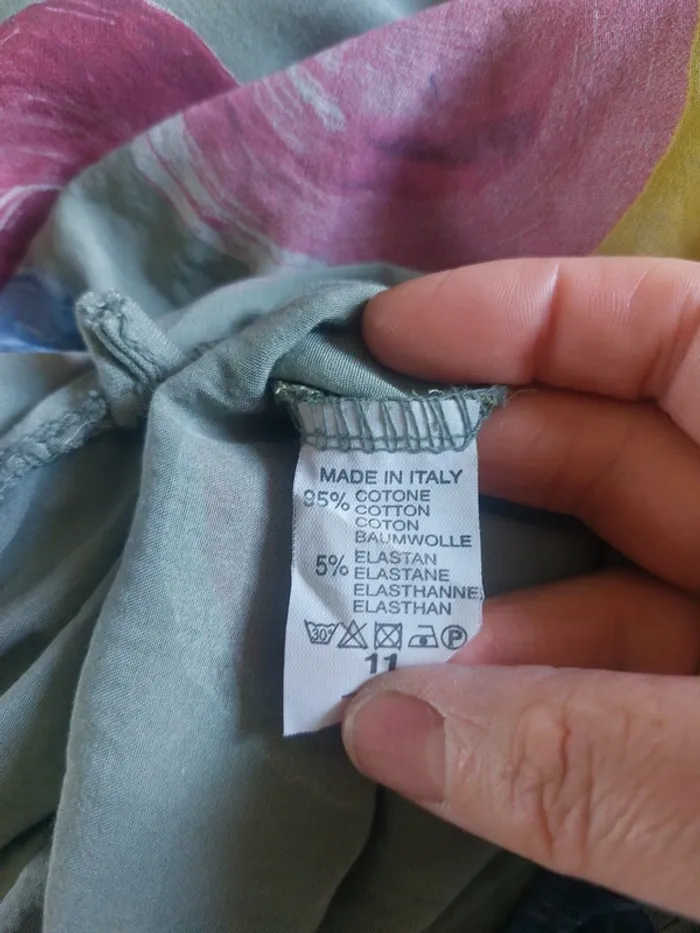 MADE IN ITALY
95% COTONE
COTTON
COTON
BAUMWOLLE
5% ELASTAN
ELASTANE
ELASTHANNE
ELASTHAN
30° P
11